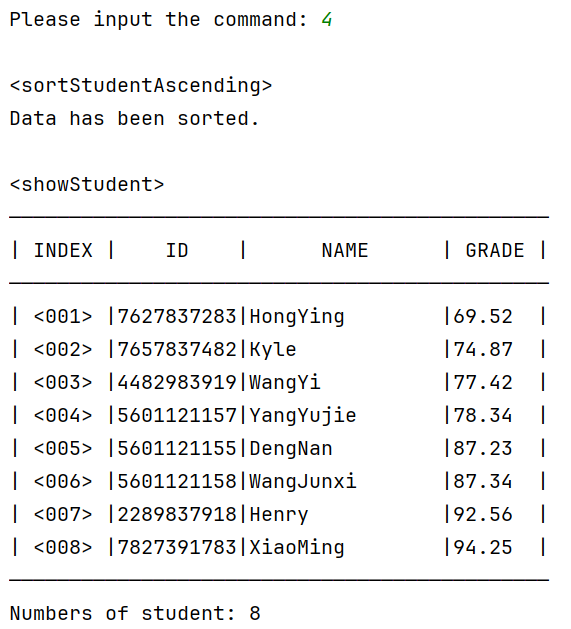 Please input the command: 4
<sortStudentAscending>
Data has been sorted.
<showStudent>
| INDEX |    ID    |      NAME      | GRADE |
| <001> |7627837283|HongYing        |69.52  |
| <002> |7657837482|Kyle            |74.87  |
| <003> |4482983919|WangYi          |77.42  |
| <004> |5601121157|YangYujie       |78.34  |
| <005> |5601121155|DengNan         |87.23  |
| <006> |5601121158|WangJunxi       |87.34  |
| <007> |2289837918|Henry           |92.56  |
| <008> |7827391783|XiaoMing        |94.25  |
Numbers of student: 8